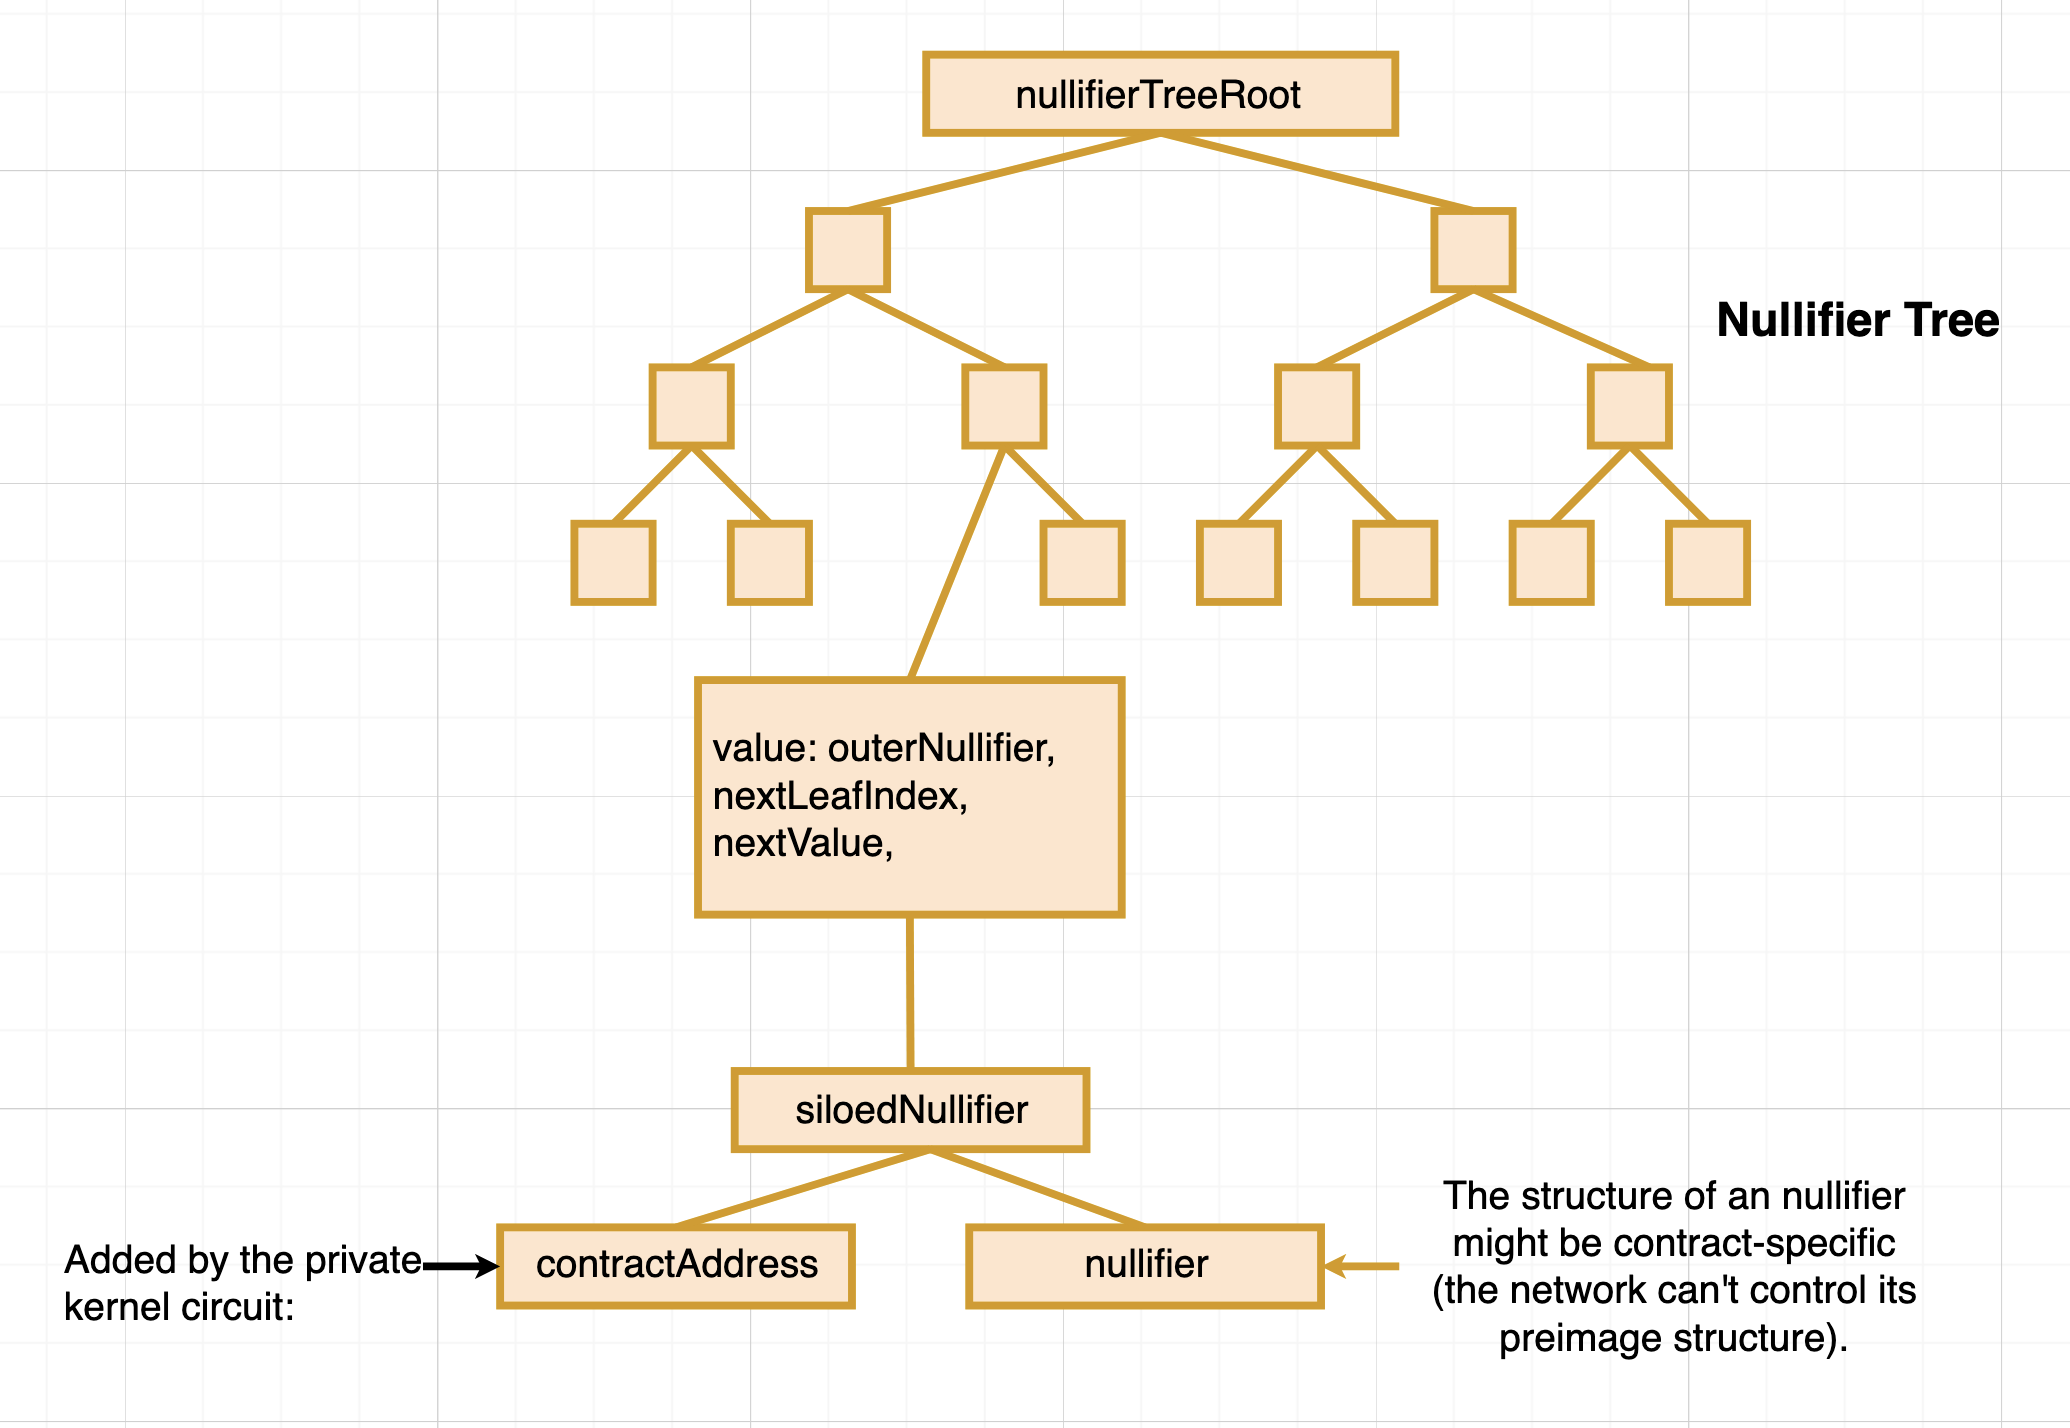 nullifierTreeRoot
Nullifier Tree
value: outerNullifier,
nextLeafIndex,
nextValue,
siloedNullifier
Added by the private
kernel circuit:
contractAddress
nullifier
The structure of an nullifier
might be contract-specific
(the network can't control its
preimage structure).